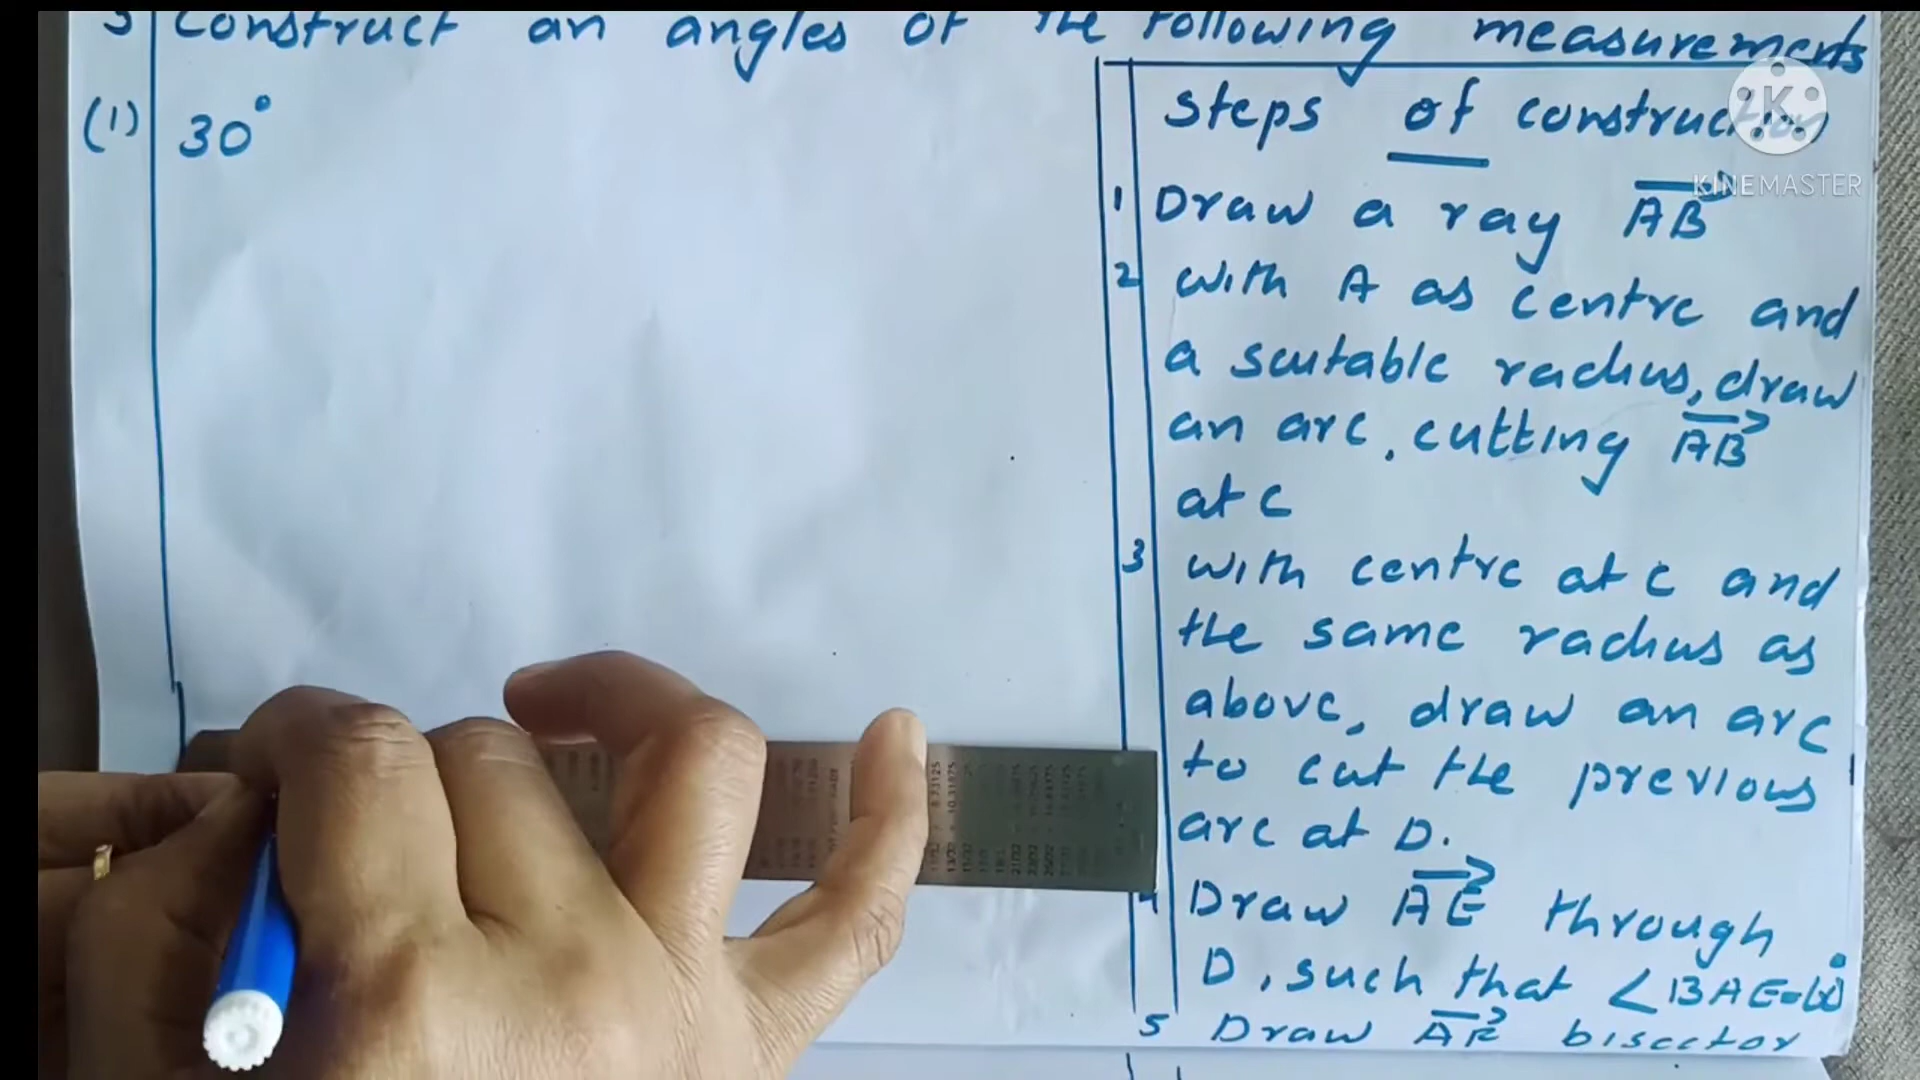 3 Construct an angles of the following measurements
(1) 30°
Steps of construction
1 Draw a ray AB
2 with A as centre and
a suitable radius, draw
an arc, cutting AB
at C
3 with centre at C and
the same radius as
above, draw an arc
to cut the previous
arc at D.
4 Draw AE through
D, such that ∠BAE=60°
5 Draw AF bisector
KINEMASTER